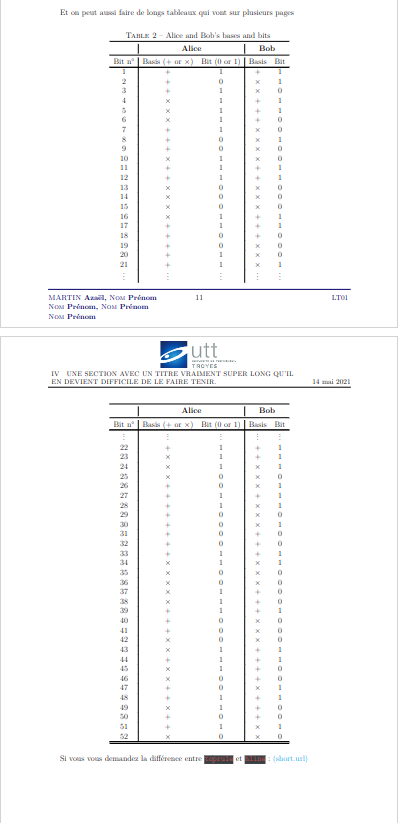 Et on peut aussi faire de longs tableaux qui vont sur plusieurs pages
TABLE 2 – Alice and Bob's bases and bits
Alice Bob
Bit n° Basis (+ or ×) Bit (0 or 1) Basis Bit
1 + 1 + 1
2 + 0 × 1
3 + 1 × 0
4 × 1 + 1
5 × 1 + 1
6 × 1 + 0
7 + 1 × 0
8 + 0 × 1
9 + 0 × 0
10 × 1 × 0
11 + 1 + 1
12 + 1 + 1
13 × 0 × 0
14 × 0 × 0
15 × 0 × 0
16 × 1 + 1
17 + 1 + 1
18 + 0 + 0
19 + 0 × 0
20 + 1 × 0
21 + 1 × 1
⋮ ⋮ ⋮ ⋮ ⋮
MARTIN Azaël, NOM Prénom 11 LT01
NOM Prénom, NOM Prénom
NOM Prénom
utt
TROYES
IV UNE SECTION AVEC UN TITRE VRAIMENT SUPER LONG QU'IL
EN DEVIENT DIFFICILE DE LE FAIRE TENIR. 14 mai 2021
Alice Bob
Bit n° Basis (+ or ×) Bit (0 or 1) Basis Bit
⋮ ⋮ ⋮ ⋮ ⋮
22 + 1 + 1
23 × 1 + 1
24 × 1 × 1
25 × 0 × 0
26 + 0 × 1
27 + 1 + 1
28 + 1 × 1
29 + 0 × 0
30 + 0 × 1
31 + 0 + 0
32 + 0 + 0
33 + 1 + 1
34 × 1 × 1
35 × 0 × 0
36 × 0 × 0
37 × 1 + 0
38 × 1 × 0
39 + 1 + 1
40 + 0 × 0
41 + 0 × 0
42 × 0 × 0
43 × 1 + 1
44 + 1 + 1
45 × 1 + 0
46 × 0 + 0
47 + 0 × 1
48 + 1 + 1
49 × 1 × 0
50 + 0 + 0
51 + 1 × 1
52 × 0 × 0
Si vous vous demandez la différence entre toprule et hline : (short.url)